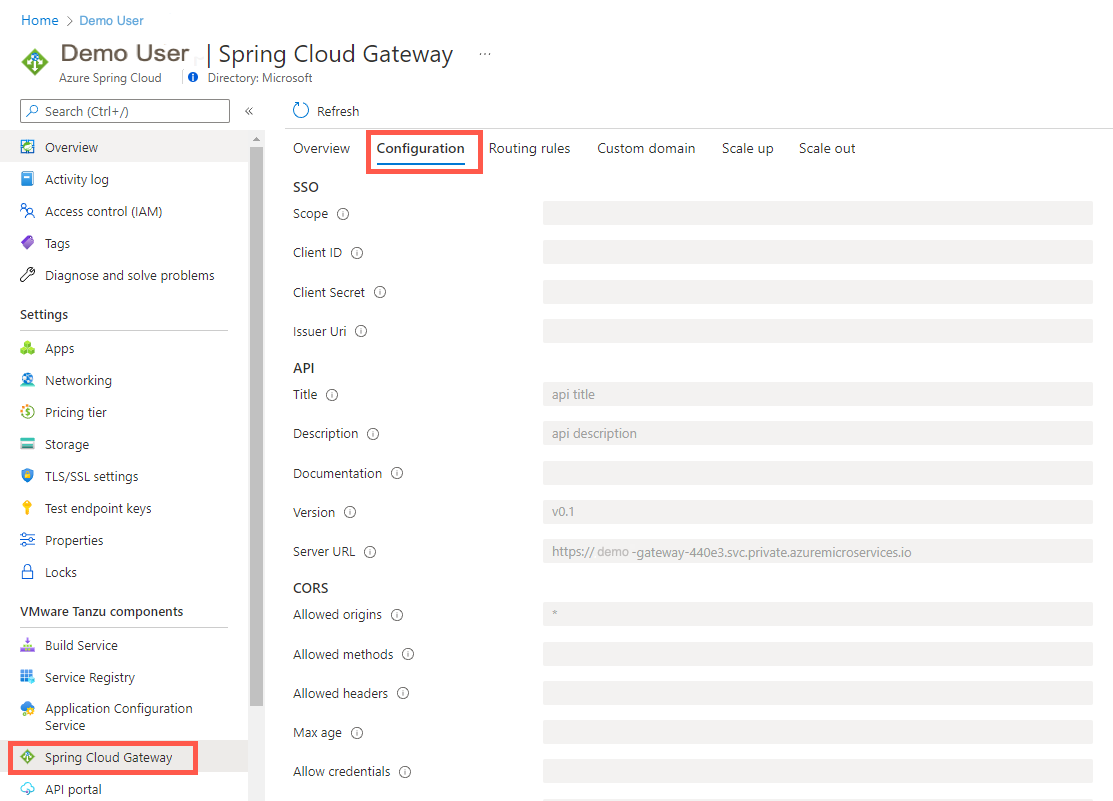 Home > Demo User
Demo User | Spring Cloud Gateway ...
Azure Spring Cloud
Directory: Microsoft
Search (Ctrl+/)
«
Overview
Activity log
Access control (IAM)
Tags
Diagnose and solve problems
Settings
Apps
Networking
Pricing tier
Storage
TLS/SSL settings
Test endpoint keys
Properties
Locks
VMware Tanzu components
Build Service
Service Registry
Application Configuration
Service
Spring Cloud Gateway
API portal
Refresh
Overview Configuration Routing rules Custom domain Scale up Scale out
SSO
Scope
Client ID
Client Secret
Issuer Uri
API
Title api title
Description api description
Documentation
Version v0.1
Server URL https:// demo -gateway-440e3.svc.private.azuremicroservices.io
CORS
Allowed origins *
Allowed methods
Allowed headers
Max age
Allow credentials